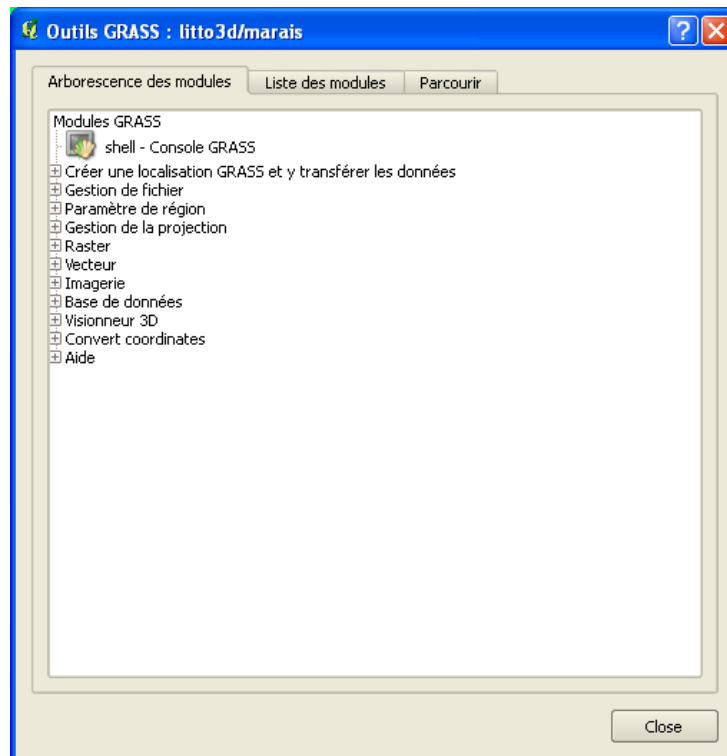 Outils GRASS : litto3d/marais
Arborescence des modules
Liste des modules
Parcourir
Modules GRASS
shell - Console GRASS
Créer une localisation GRASS et y transférer les données
Gestion de fichier
Paramètre de région
Gestion de la projection
Raster
Vecteur
Imagerie
Base de données
Visionneur 3D
Convert coordinates
Aide
Close